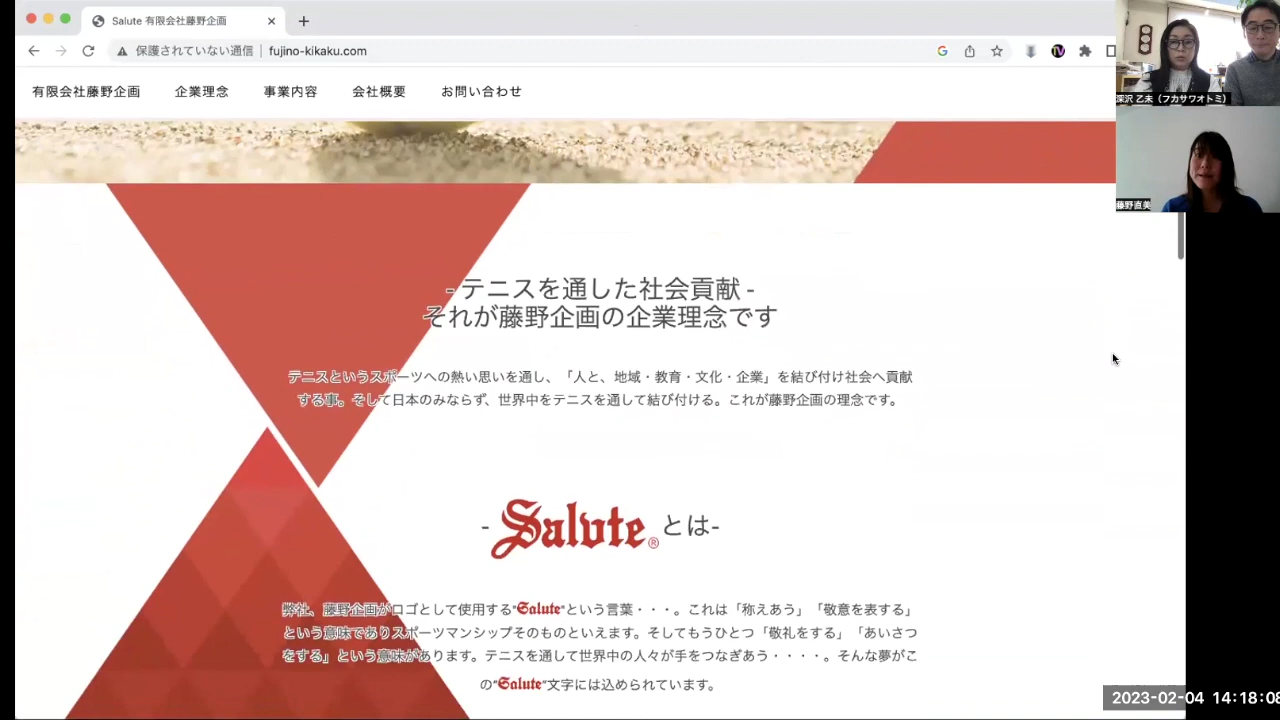 Salute 有限会社藤野企画
保護されていない通信 | fujino-kikaku.com
有限会社藤野企画 企業理念 事業内容 会社概要 お問い合わせ
深沢 乙未（フカサワオトミ）
藤野直美
- テニスを通した社会貢献 -
それが藤野企画の企業理念です
テニスというスポーツへの熱い思いを通し、「人と、地域・教育・文化・企業」を結び付け社会へ貢献
する事。そして日本のみならず、世界中をテニスを通して結び付ける。これが藤野企画の理念です。
- Salute® とは-
弊社、藤野企画がロゴとして使用する"Salute"という言葉・・・。これは「称えあう」「敬意を表する」
という意味でありスポーツマンシップそのものといえます。そしてもうひとつ「敬礼をする」「あいさつ
をする」という意味があります。テニスを通して世界中の人々が手をつなぎあう・・・・。そんな夢がこ
の"Salute"文字には込められています。
2023-02-04 14:18:08